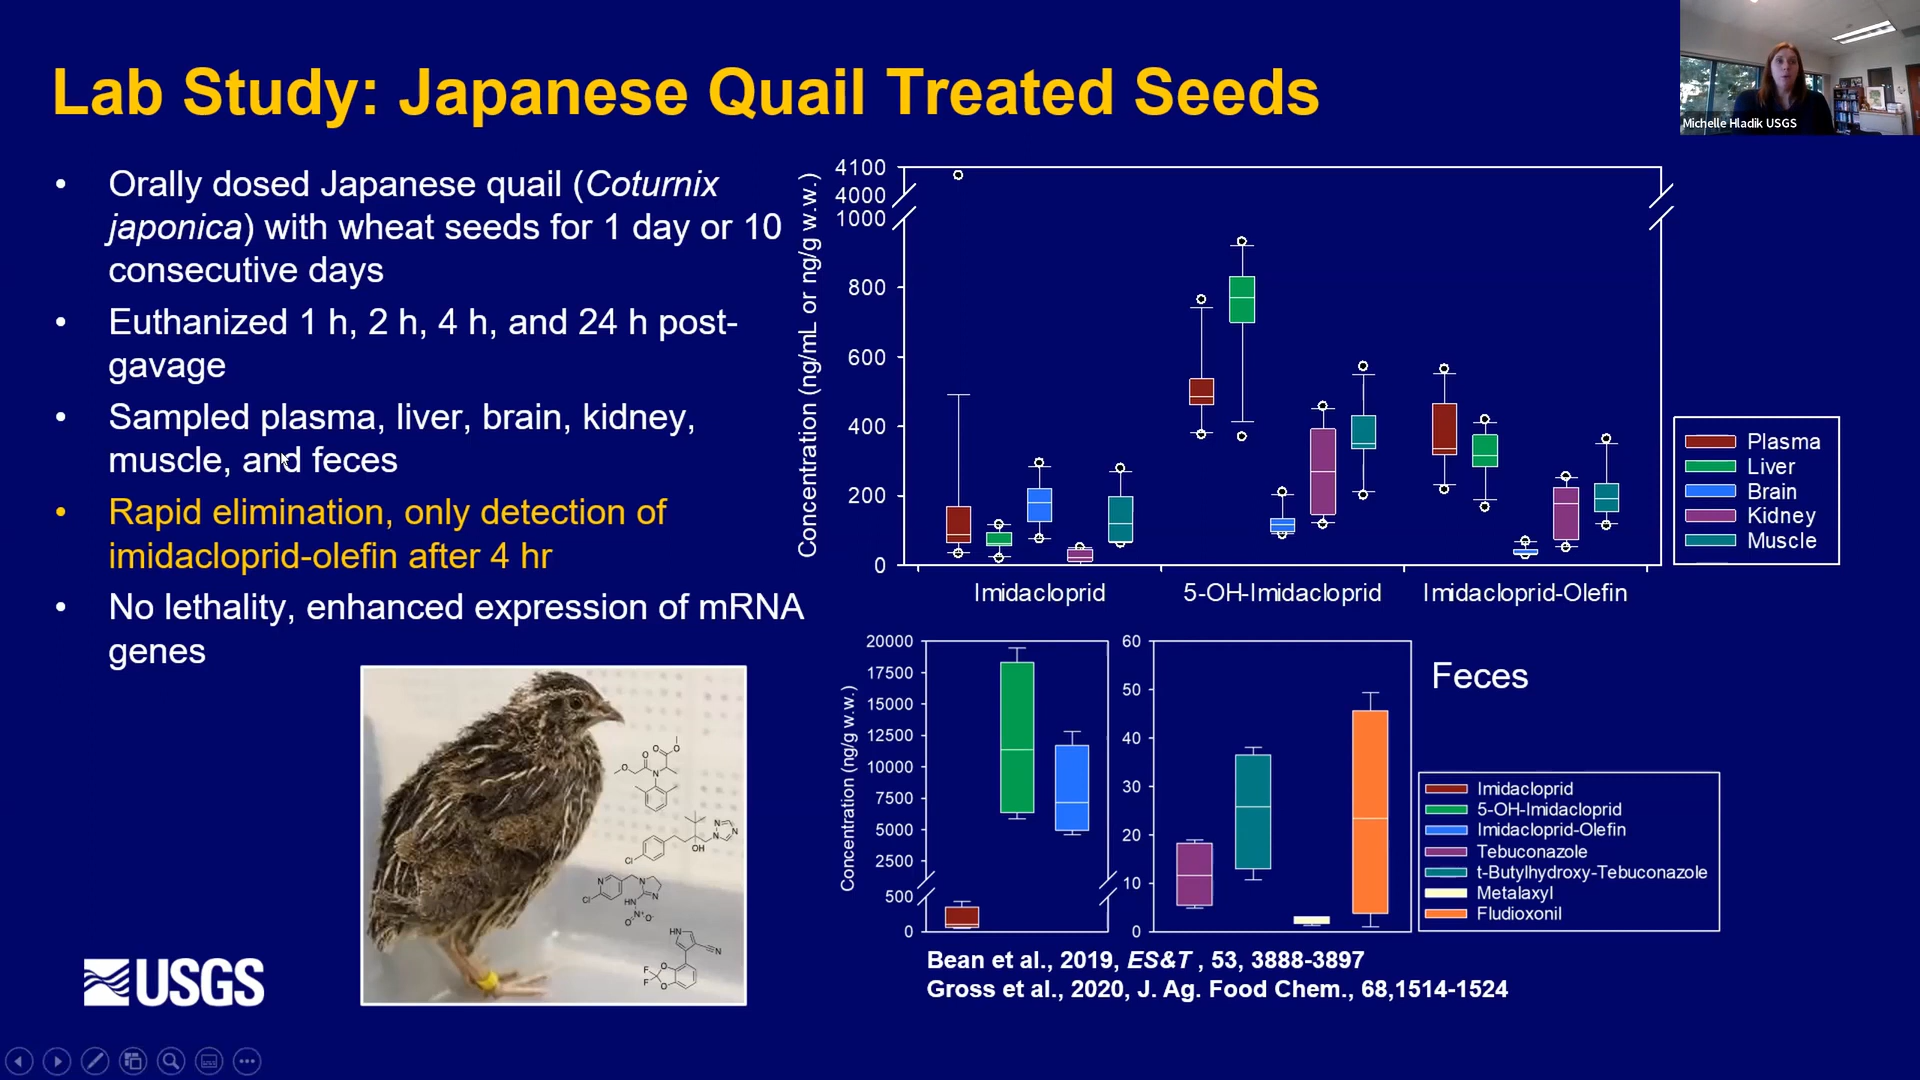 Lab Study: Japanese Quail Treated Seeds
Michelle Hladik USGS
• Orally dosed Japanese quail (Coturnix
japonica) with wheat seeds for 1 day or 10
consecutive days
• Euthanized 1 h, 2 h, 4 h, and 24 h post-
gavage
• Sampled plasma, liver, brain, kidney,
muscle, and feces
• Rapid elimination, only detection of
imidacloprid-olefin after 4 hr
• No lethality, enhanced expression of mRNA
genes
Concentration (ng/mL or ng/g w.w.)
4100
4000
1000
800
600
400
200
0
Imidacloprid 5-OH-Imidacloprid Imidacloprid-Olefin
Plasma
Liver
Brain
Kidney
Muscle
Concentration (ng/g w.w.)
20000
17500
15000
12500
10000
7500
5000
2500
500
0
60
50
40
30
20
10
0
Feces
Imidacloprid
5-OH-Imidacloprid
Imidacloprid-Olefin
Tebuconazole
t-Butylhydroxy-Tebuconazole
Metalaxyl
Fludioxonil
O
O
O
O
N
N
N
N
Cl
OH
N
N
N
Cl
HN
N+
O
O-
HN
CN
F
F
O
O
Bean et al., 2019, ES&T , 53, 3888-3897
Gross et al., 2020, J. Ag. Food Chem., 68,1514-1524
USGS